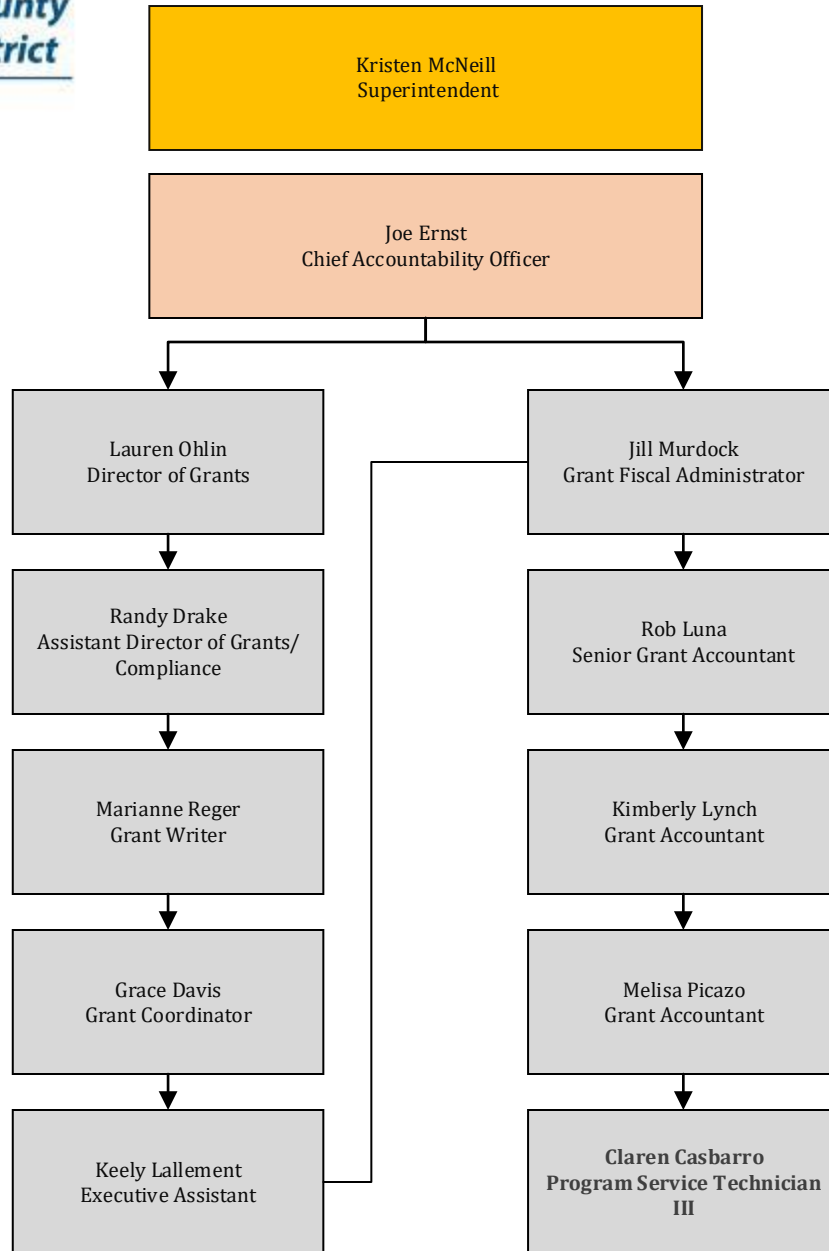 trict
Kristen McNeill
Superintendent
Joe Ernst
Chief Accountability Officer
Lauren Ohlin
Director of Grants
Jill Murdock
Grant Fiscal Administrator
Randy Drake
Assistant Director of Grants/
Compliance
Rob Luna
Senior Grant Accountant
Marianne Reger
Grant Writer
Kimberly Lynch
Grant Accountant
Grace Davis
Grant Coordinator
Melisa Picazo
Grant Accountant
Keely Lallement
Executive Assistant
Claren Casbarro
Program Service Technician
III